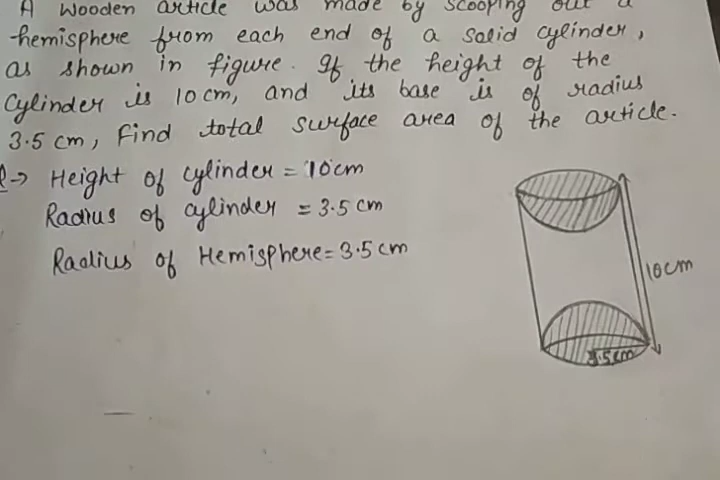 A wooden article was made by scooping out a
hemisphere from each end of a solid cylinder,
as shown in figure. If the height of the
cylinder is 10 cm, and its base is of radius
3.5 cm, Find total surface area of the article.
Height of cylinder = 10cm
Radius of cylinder = 3.5 cm
Radius of Hemisphere = 3.5 cm
10cm
3.5cm